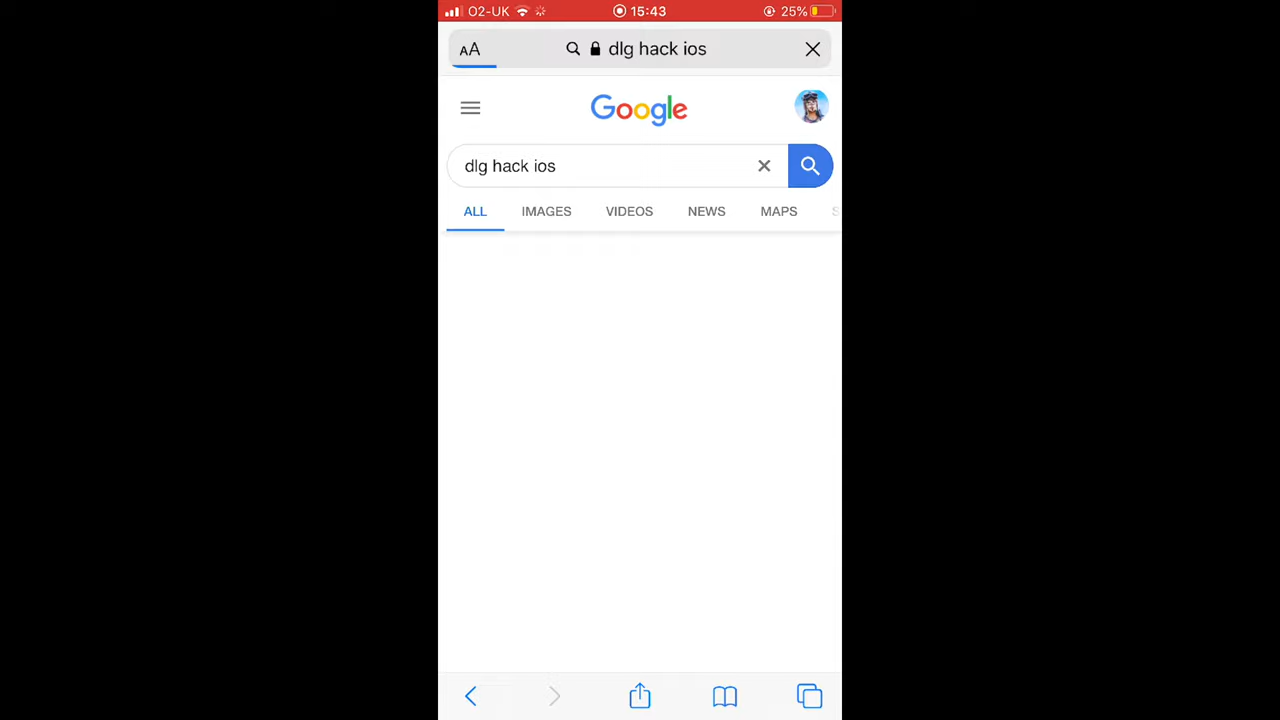 O2-UK 15:43 25%
AA dlg hack ios
Google
dlg hack ios
ALL IMAGES VIDEOS NEWS MAPS S